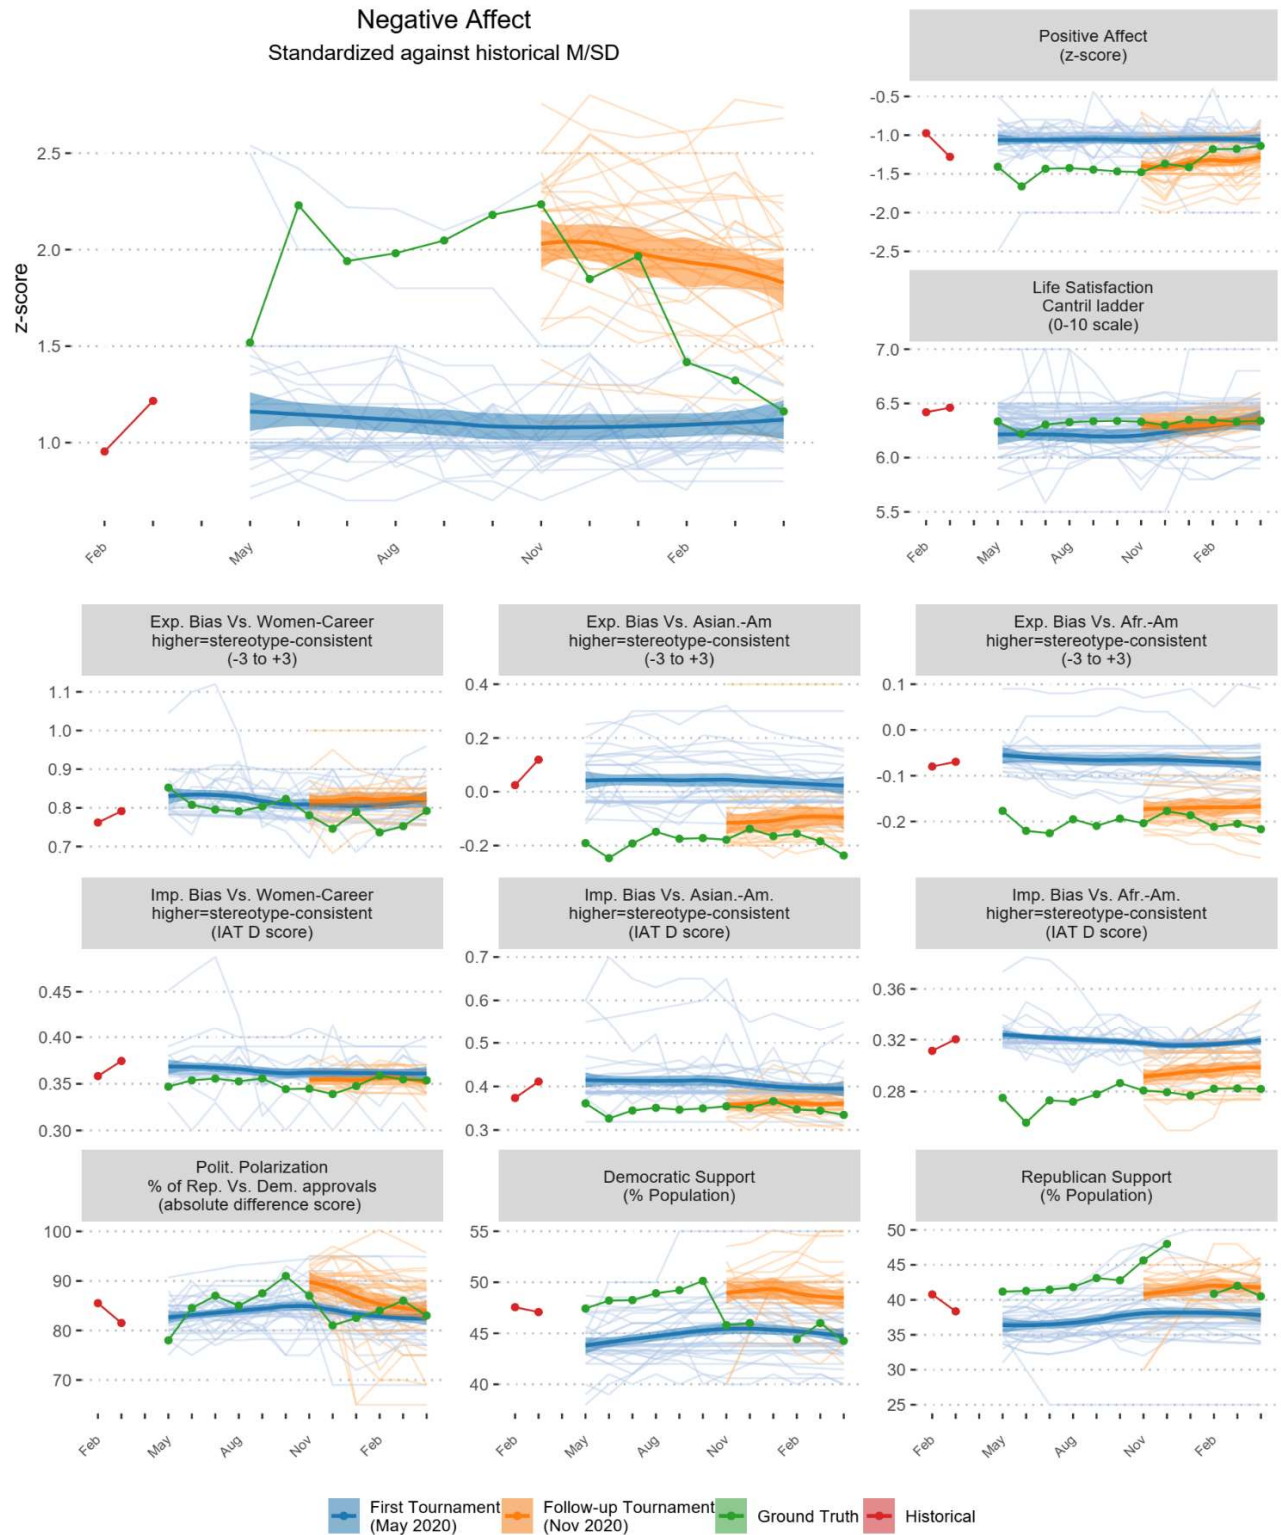 Negative Affect
Standardized against historical M/SD
z-score
2.5
2.0
1.5
1.0
Feb
May
Aug
Nov
Feb
Positive Affect
(z-score)
-0.5
-1.0
-1.5
-2.0
-2.5
Life Satisfaction
Cantril ladder
(0-10 scale)
7.0
6.5
6.0
5.5
Feb
May
Aug
Nov
Feb
Exp. Bias Vs. Women-Career
higher=stereotype-consistent
(-3 to +3)
1.1
1.0
0.9
0.8
0.7
Exp. Bias Vs. Asian.-Am
higher=stereotype-consistent
(-3 to +3)
0.4
0.2
0.0
-0.2
Exp. Bias Vs. Afr.-Am
higher=stereotype-consistent
(-3 to +3)
0.1
0.0
-0.1
-0.2
Imp. Bias Vs. Women-Career
higher=stereotype-consistent
(IAT D score)
0.45
0.40
0.35
0.30
Imp. Bias Vs. Asian.-Am.
higher=stereotype-consistent
(IAT D score)
0.7
0.6
0.5
0.4
0.3
Imp. Bias Vs. Afr.-Am.
higher=stereotype-consistent
(IAT D score)
0.36
0.32
0.28
Polit. Polarization
% of Rep. Vs. Dem. approvals
(absolute difference score)
100
90
80
70
Feb
May
Aug
Nov
Feb
Democratic Support
(% Population)
55
50
45
40
Feb
May
Aug
Nov
Feb
Republican Support
(% Population)
50
45
40
35
30
25
Feb
May
Aug
Nov
Feb
First Tournament
(May 2020)
Follow-up Tournament
(Nov 2020)
Ground Truth
Historical